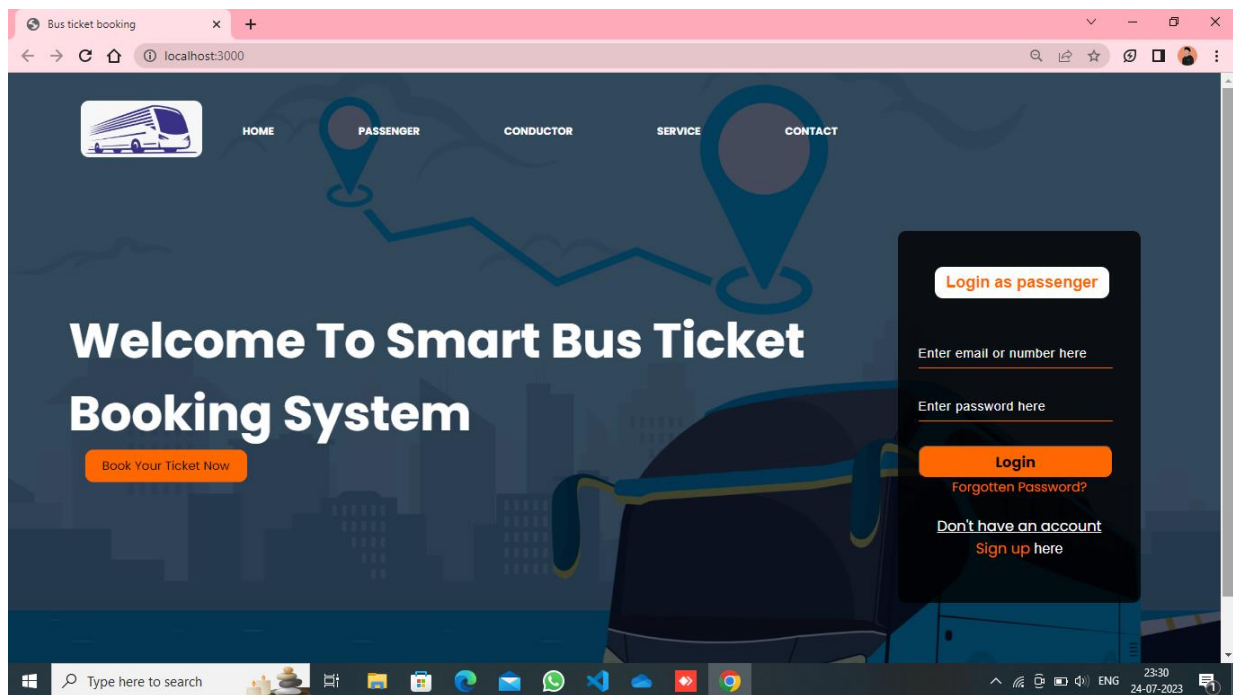 Bus ticket booking
localhost:3000
HOME PASSENGER CONDUCTOR SERVICE CONTACT
Welcome To Smart Bus Ticket
Booking System
Book Your Ticket Now
Login as passenger
Enter email or number here
Enter password here
Login
Forgotten Password?
Don't have an account
Sign up here
Type here to search
ENG
23:30
24-07-2023
1